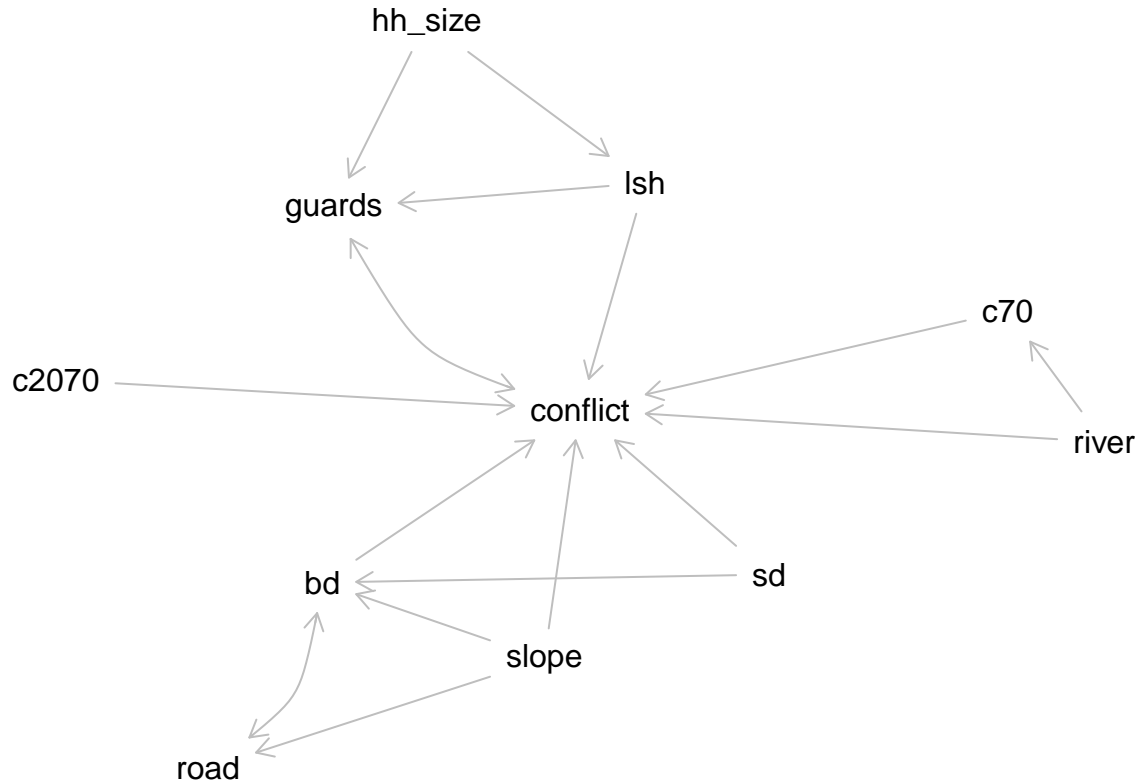 hh_size
lsh
guards
c70
c2070
conflict
river
bd
sd
slope
road